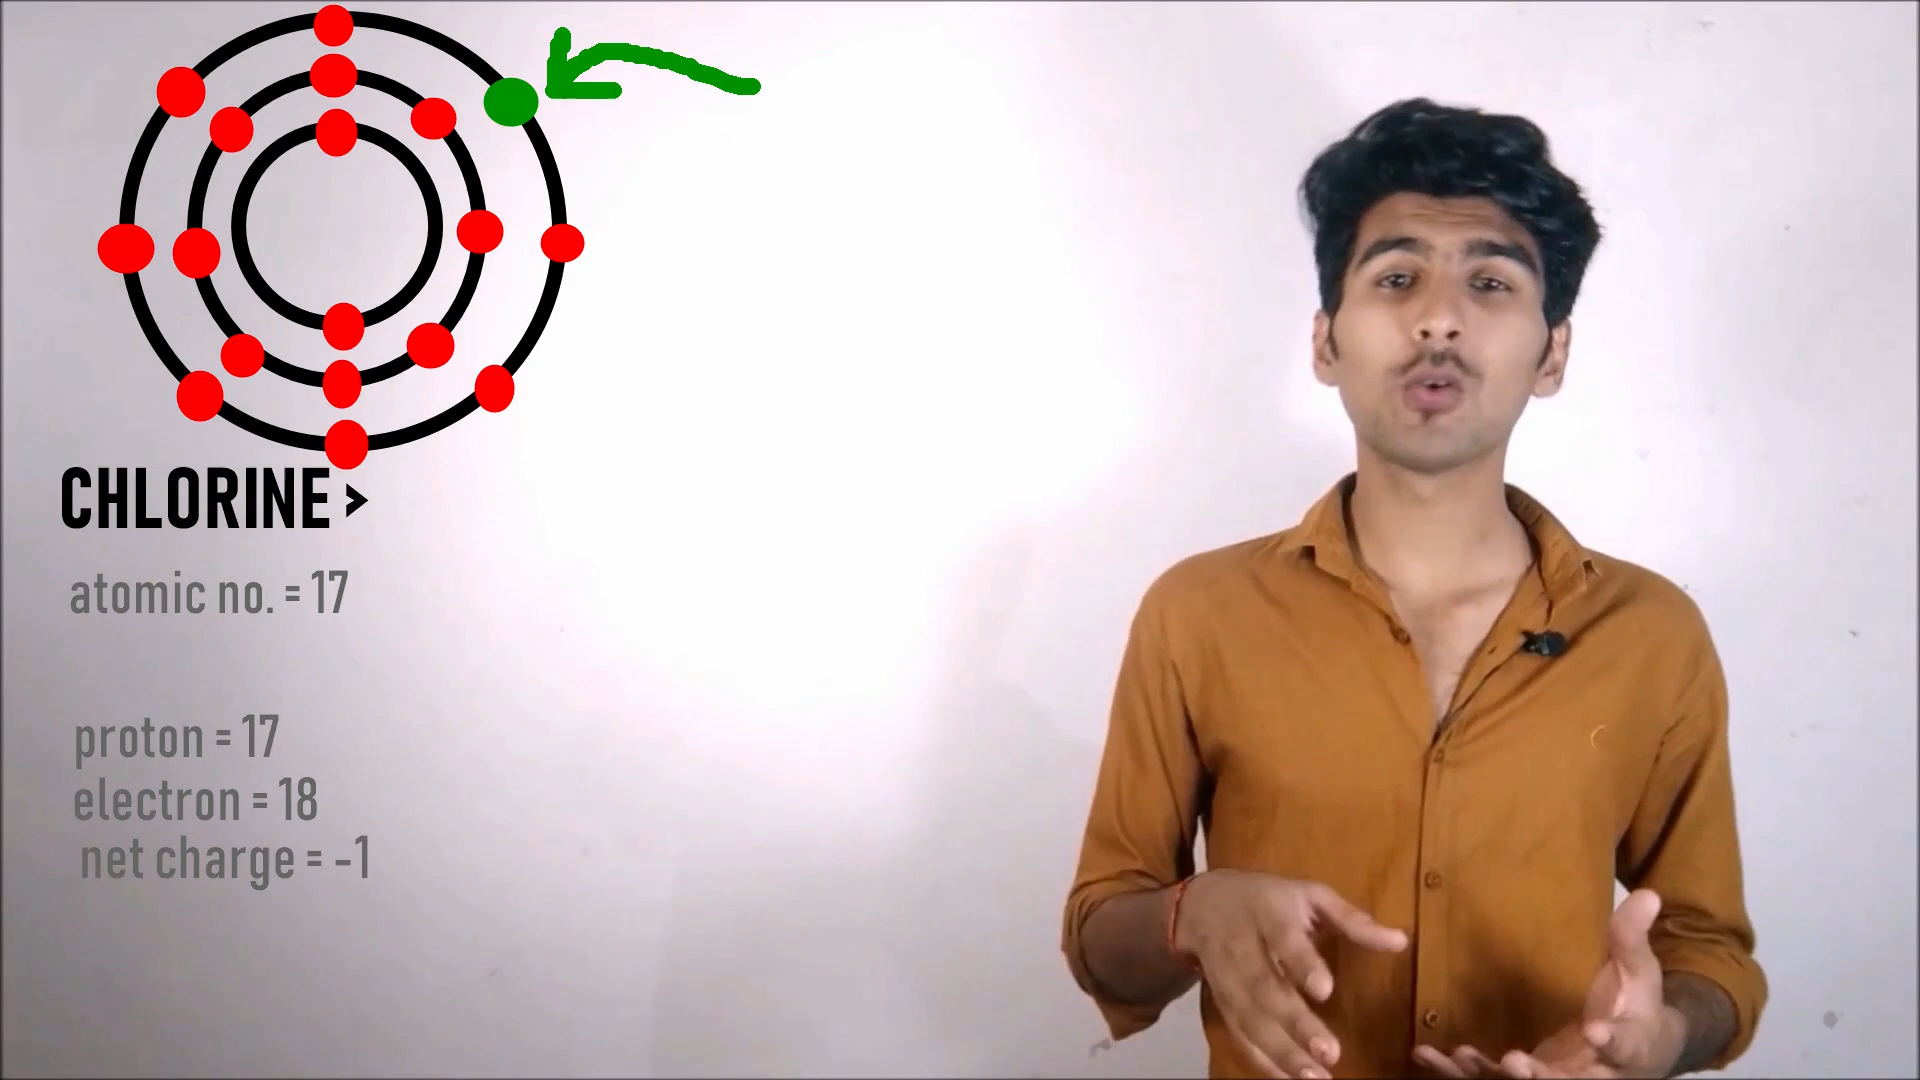 CHLORINE >
atomic no. = 17
proton = 17
electron = 18
net charge = -1